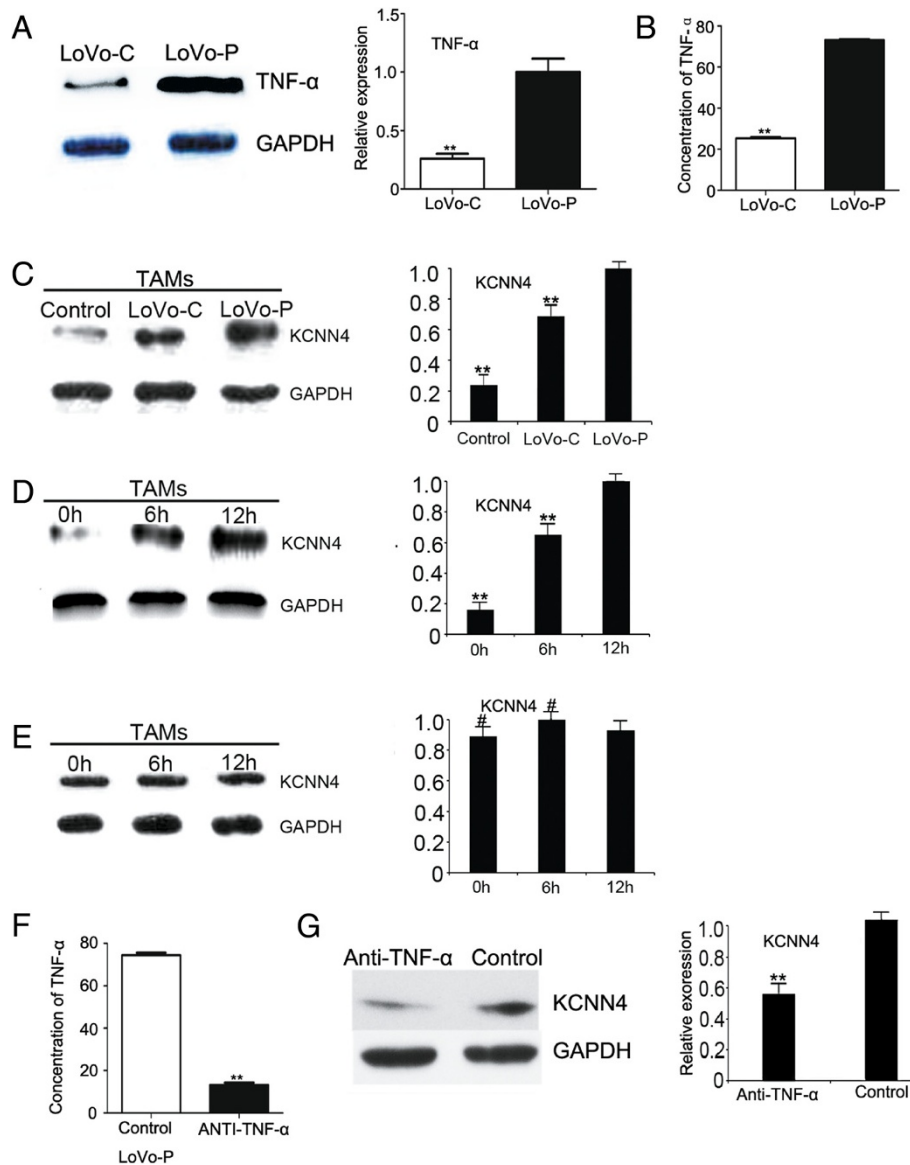 A
LoVo-C LoVo-P
TNF-α
GAPDH
Relative expression
1.5
1.0
0.5
0
TNF-α
**
LoVo-C LoVo-P
B
Concentration of TNF-α
80
60
40
20
0
**
LoVo-C LoVo-P
C
TAMs
Control LoVo-C LoVo-P
KCNN4
GAPDH
1.0
0.8
0.6
0.4
0.2
0
KCNN4
**
**
Control LoVo-C LoVo-P
D
TAMs
0h 6h 12h
KCNN4
GAPDH
1.0
0.8
0.6
0.4
0.2
0
KCNN4
**
**
0h 6h 12h
E
TAMs
0h 6h 12h
KCNN4
GAPDH
1.0
0.8
0.6
0.4
0.2
0
KCNN4
# #
0h 6h 12h
F
Concentration of TNF-α
80
60
40
20
0
**
Control ANTI-TNF-α
LoVo-P
G
Anti-TNF-α Control
KCNN4
GAPDH
Relative exoression
1.0
0.8
0.6
0.4
0.2
0
KCNN4
**
Anti-TNF-α Control